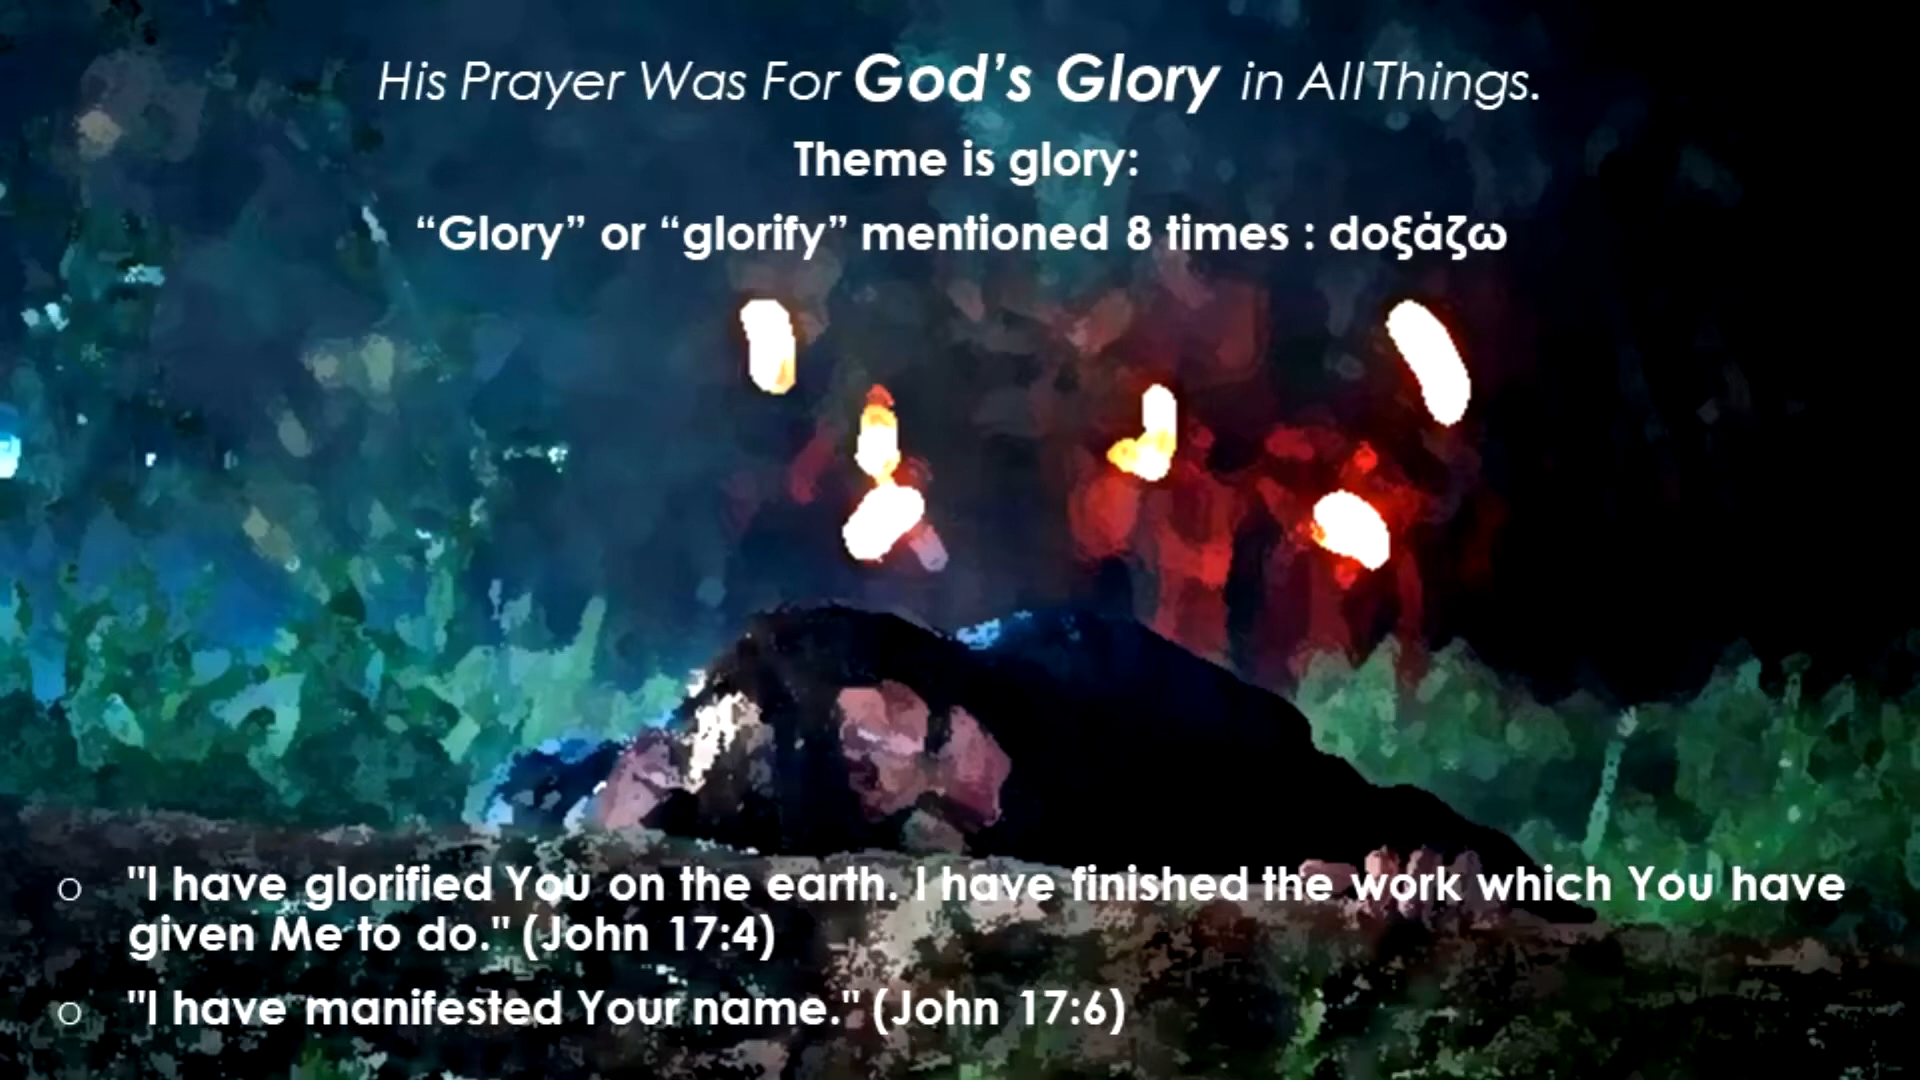 His Prayer Was For God’s Glory in All Things.
Theme is glory:
“Glory” or “glorify” mentioned 8 times : doξάζω
o "I have glorified You on the earth. I have finished the work which You have
given Me to do." (John 17:4)
o "I have manifested Your name." (John 17:6)